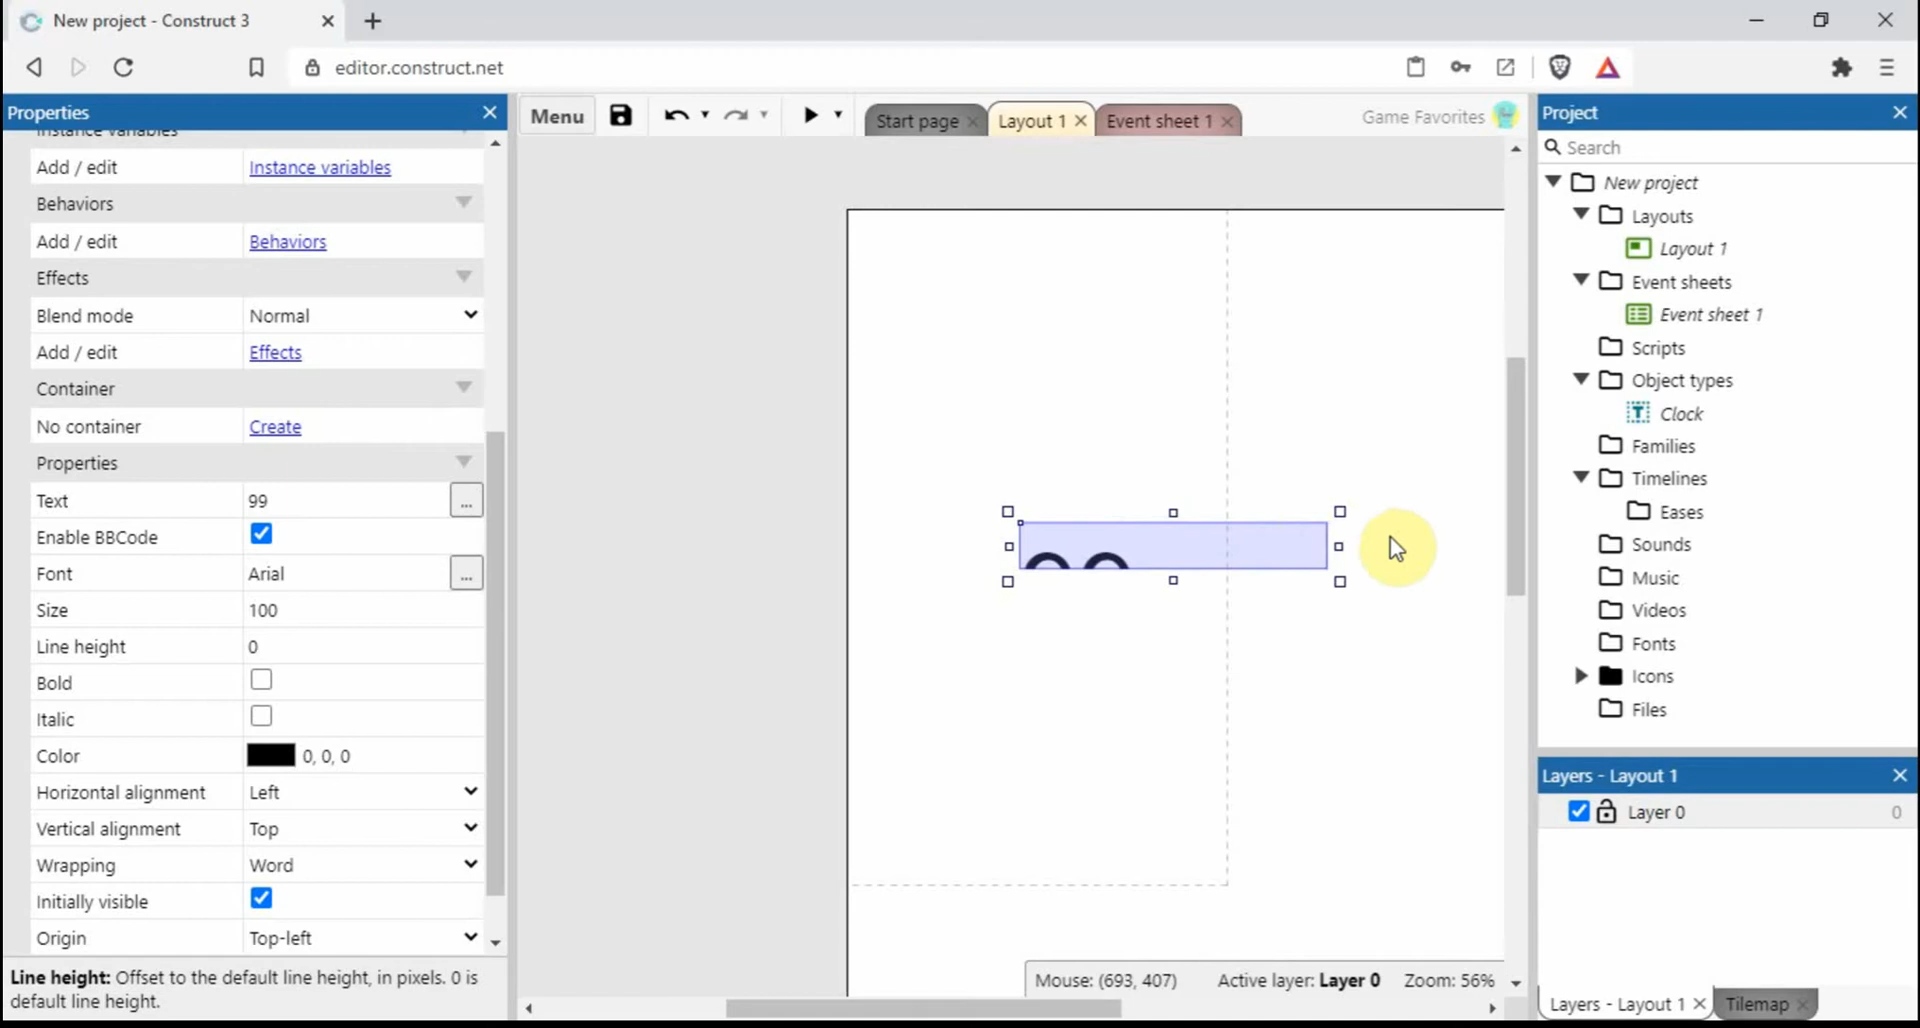 New project - Construct 3
editor.construct.net
Properties
Menu
Start page
Layout 1
Event sheet 1
Game Favorites
Project
Instance variables
Add / edit Instance variables
Behaviors
Add / edit Behaviors
Effects
Blend mode Normal
Add / edit Effects
Container
No container Create
Properties
Text 99 ...
Enable BBCode
Font Arial ...
Size 100
Line height 0
Bold
Italic
Color 0, 0, 0
Horizontal alignment Left
Vertical alignment Top
Wrapping Word
Initially visible
Origin Top-left
Line height: Offset to the default line height, in pixels. 0 is
default line height.
Mouse: (693, 407) Active layer: Layer 0 Zoom: 56%
Search
New project
Layouts
Layout 1
Event sheets
Event sheet 1
Scripts
Object types
Clock
Families
Timelines
Eases
Sounds
Music
Videos
Fonts
Icons
Files
Layers - Layout 1
Layer 0 0
Layers - Layout 1
Tilemap